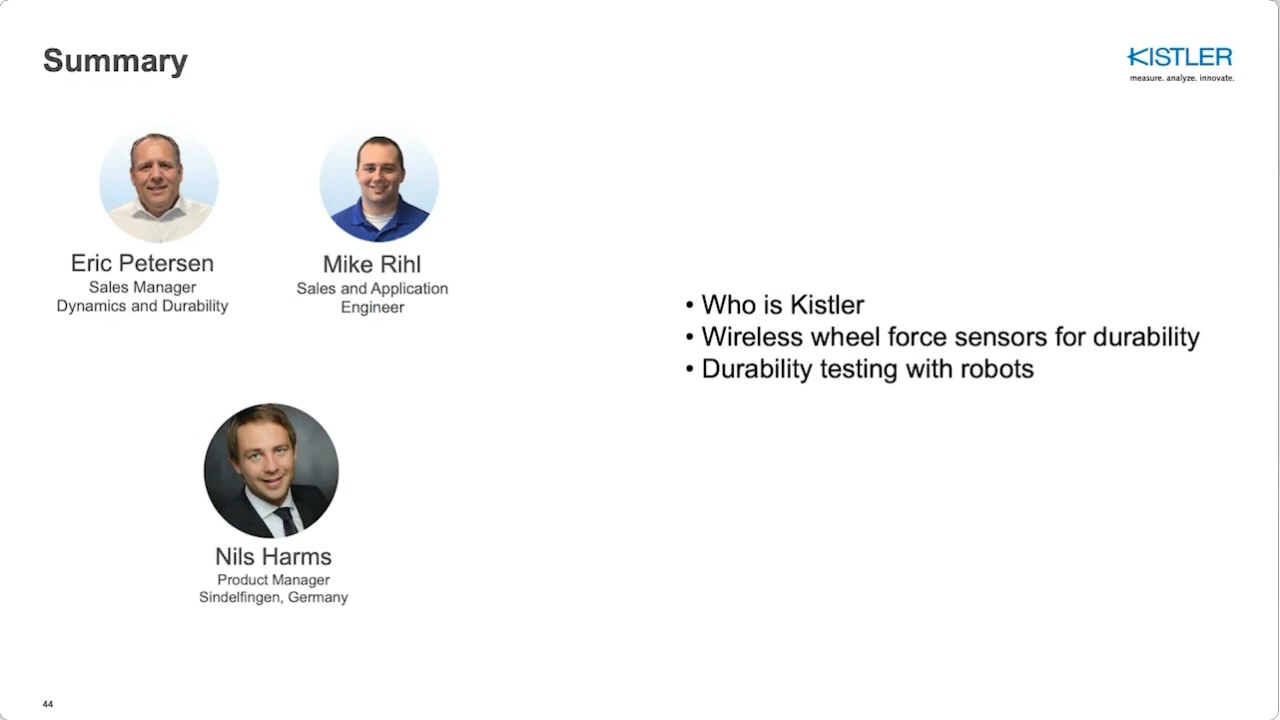 Summary
KISTLER
measure. analyze. innovate.
Eric Petersen
Sales Manager
Dynamics and Durability
Mike Rihl
Sales and Application
Engineer
• Who is Kistler
• Wireless wheel force sensors for durability
• Durability testing with robots
Nils Harms
Product Manager
Sindelfingen, Germany
44